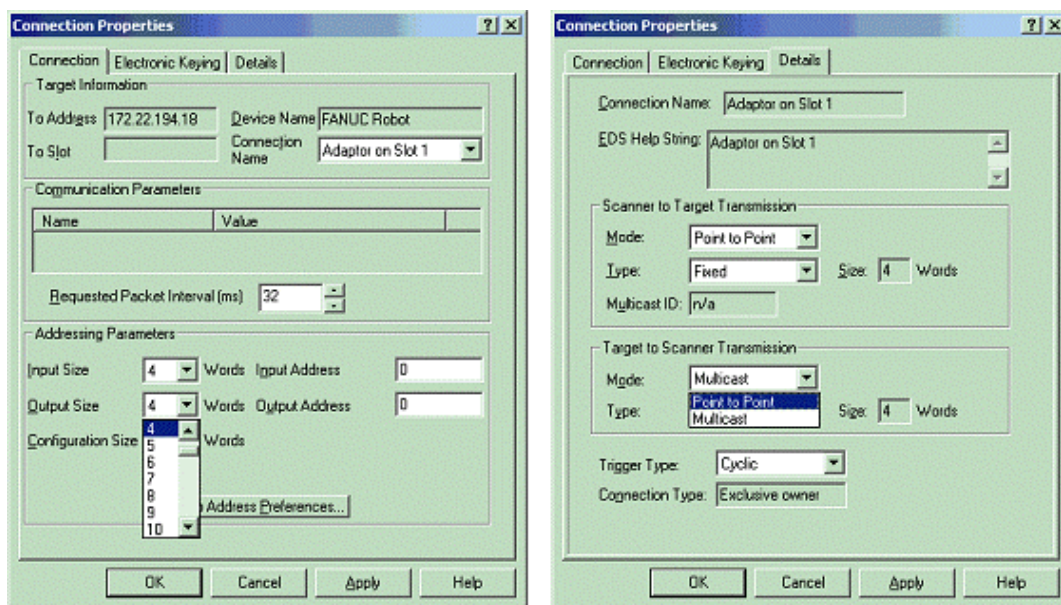 Connection Properties
Connection Electronic Keying Details
Target Information
To Address 172.22.194.18 Device Name FANUC Robot
To Slot Connection Name Adaptor on Slot 1
Communication Parameters
Name Value
Requested Packet Interval (ms) 32
Addressing Parameters
Input Size 4 Words Input Address 0
Output Size 4 Words Output Address 0
4
Configuration Size Words
5
6
7
8
9
Address Preferences...
10
OK Cancel Apply Help
Connection Properties
Connection Electronic Keying Details
Connection Name: Adaptor on Slot 1
EDS Help String: Adaptor on Slot 1
Scanner to Target Transmission
Mode: Point to Point
Type: Fixed Size: 4 Words
Multicast ID: n/a
Target to Scanner Transmission
Mode: Multicast
Point to Point
Type: Size: 4 Words
Multicast
Trigger Type: Cyclic
Connection Type: Exclusive owner
OK Cancel Apply Help